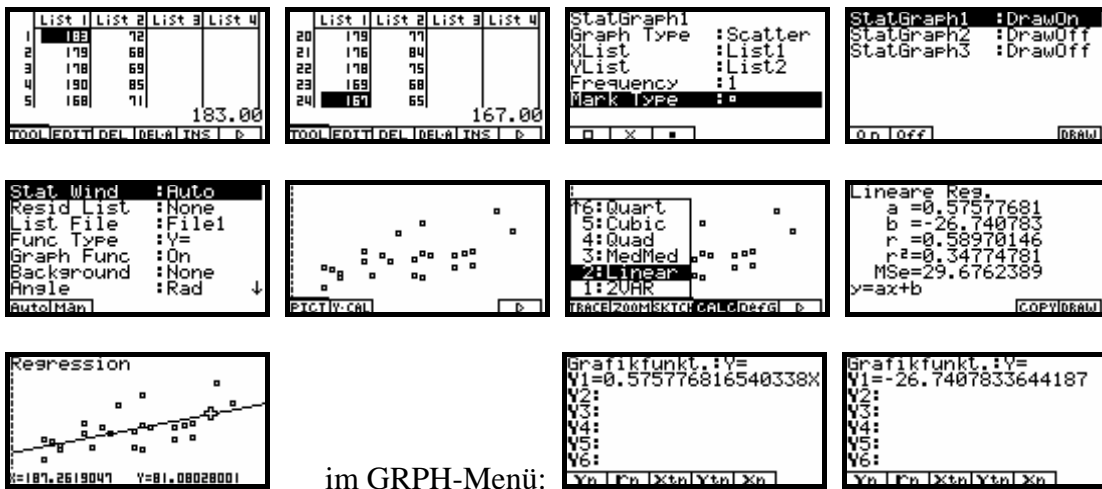 List 1 List 2 List 3 List 4
1 183 72
2 179 68
3 178 69
4 190 85
5 168 71
183.00
TOOL EDIT DEL DEL·A INS ▷
List 1 List 2 List 3 List 4
20 179 77
21 176 84
22 178 75
23 169 68
24 167 65
167.00
TOOL EDIT DEL DEL·A INS ▷
StatGraph1
Graph Type :Scatter
XList :List1
YList :List2
Frequency :1
Mark Type :▫
□ X ▪
StatGraph1 :DrawOn
StatGraph2 :DrawOff
StatGraph3 :DrawOff
On Off DRAW
Stat Wind :Auto
Resid List :None
List File :File1
Func Type :Y=
Graph Func :On
Background :None
Angle :Rad ↓
Auto Man
PICT Y·CAL ▷
↑6:Quart
5:Cubic
4:Quad
3:MedMed
2:Linear
1:2VAR
TRACE ZOOM SKTCH CALC DefG ▷
Lineare Reg.
a =0.57577681
b =-26.740783
r =0.58970146
r²=0.34774781
MSe=29.6762389
y=ax+b
COPY DRAW
Regression
X=187.2619047 Y=81.08028001
im GRPH-Menü:
Grafikfunkt.:Y=
Y1=0.575776816540338X
Y2:
Y3:
Y4:
Y5:
Y6:
Yn rn Xtn Ytn Xn
Grafikfunkt.:Y=
Y1=-26.7407833644187
Y2:
Y3:
Y4:
Y5:
Y6:
Yn rn Xtn Ytn Xn